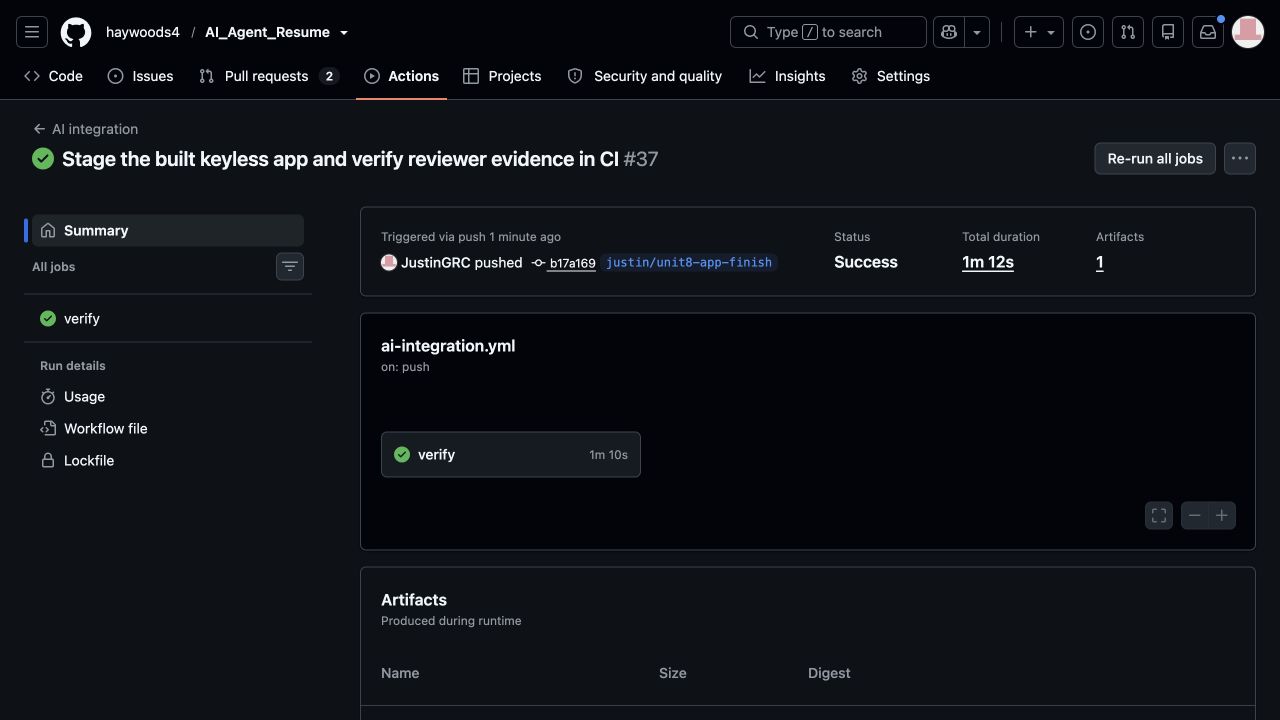 haywoods4 / AI_Agent_Resume
Type / to search
Code
Issues
Pull requests 2
Actions
Projects
Security and quality
Insights
Settings
AI integration
Stage the built keyless app and verify reviewer evidence in CI #37
Re-run all jobs
Summary
All jobs
verify
Run details
Usage
Workflow file
Lockfile
Triggered via push 1 minute ago
JustinGRC pushed b17a169 justin/unit8-app-finish
Status
Success
Total duration
1m 12s
Artifacts
1
ai-integration.yml
on: push
verify 1m 10s
Artifacts
Produced during runtime
Name Size Digest